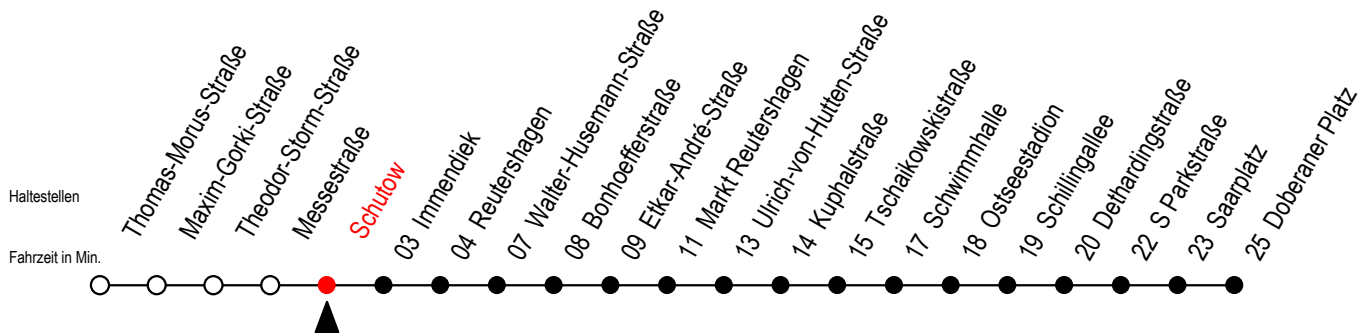 Haltestellen
Fahrzeit in Min.
Thomas-Morus-Straße
Maxim-Gorki-Straße
Theodor-Storm-Straße
Messestraße
Schutow
03 Immendiek
04 Reutershagen
07 Walter-Husemann-Straße
08 Bonhoefferstraße
09 Etkar-André-Straße
11 Markt Reutershagen
13 Ulrich-von-Hutten-Straße
14 Kuphalstraße
15 Tschaikowskistraße
17 Schwimmhalle
18 Ostseestadion
19 Schillingallee
20 Dethardingstraße
22 S Parkstraße
23 Saarplatz
25 Doberaner Platz